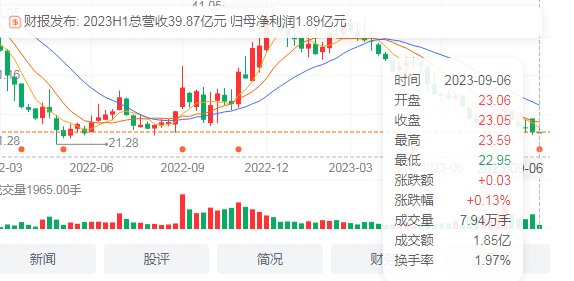 财报发布: 2023H1总营收39.87亿元 归母净利润1.89亿元
时间 2023-09-06
开盘 23.06
收盘 23.05
最高 23.59
最低 22.95
涨跌额 +0.03
涨跌幅 +0.13%
成交量 7.94万手
成交额 1.85亿
换手率 1.97%
1.28
21.28
2-03 2022-06 2022-09 2022-12 2023-03 -06
交量1965.00手
新闻 股评 简况 财